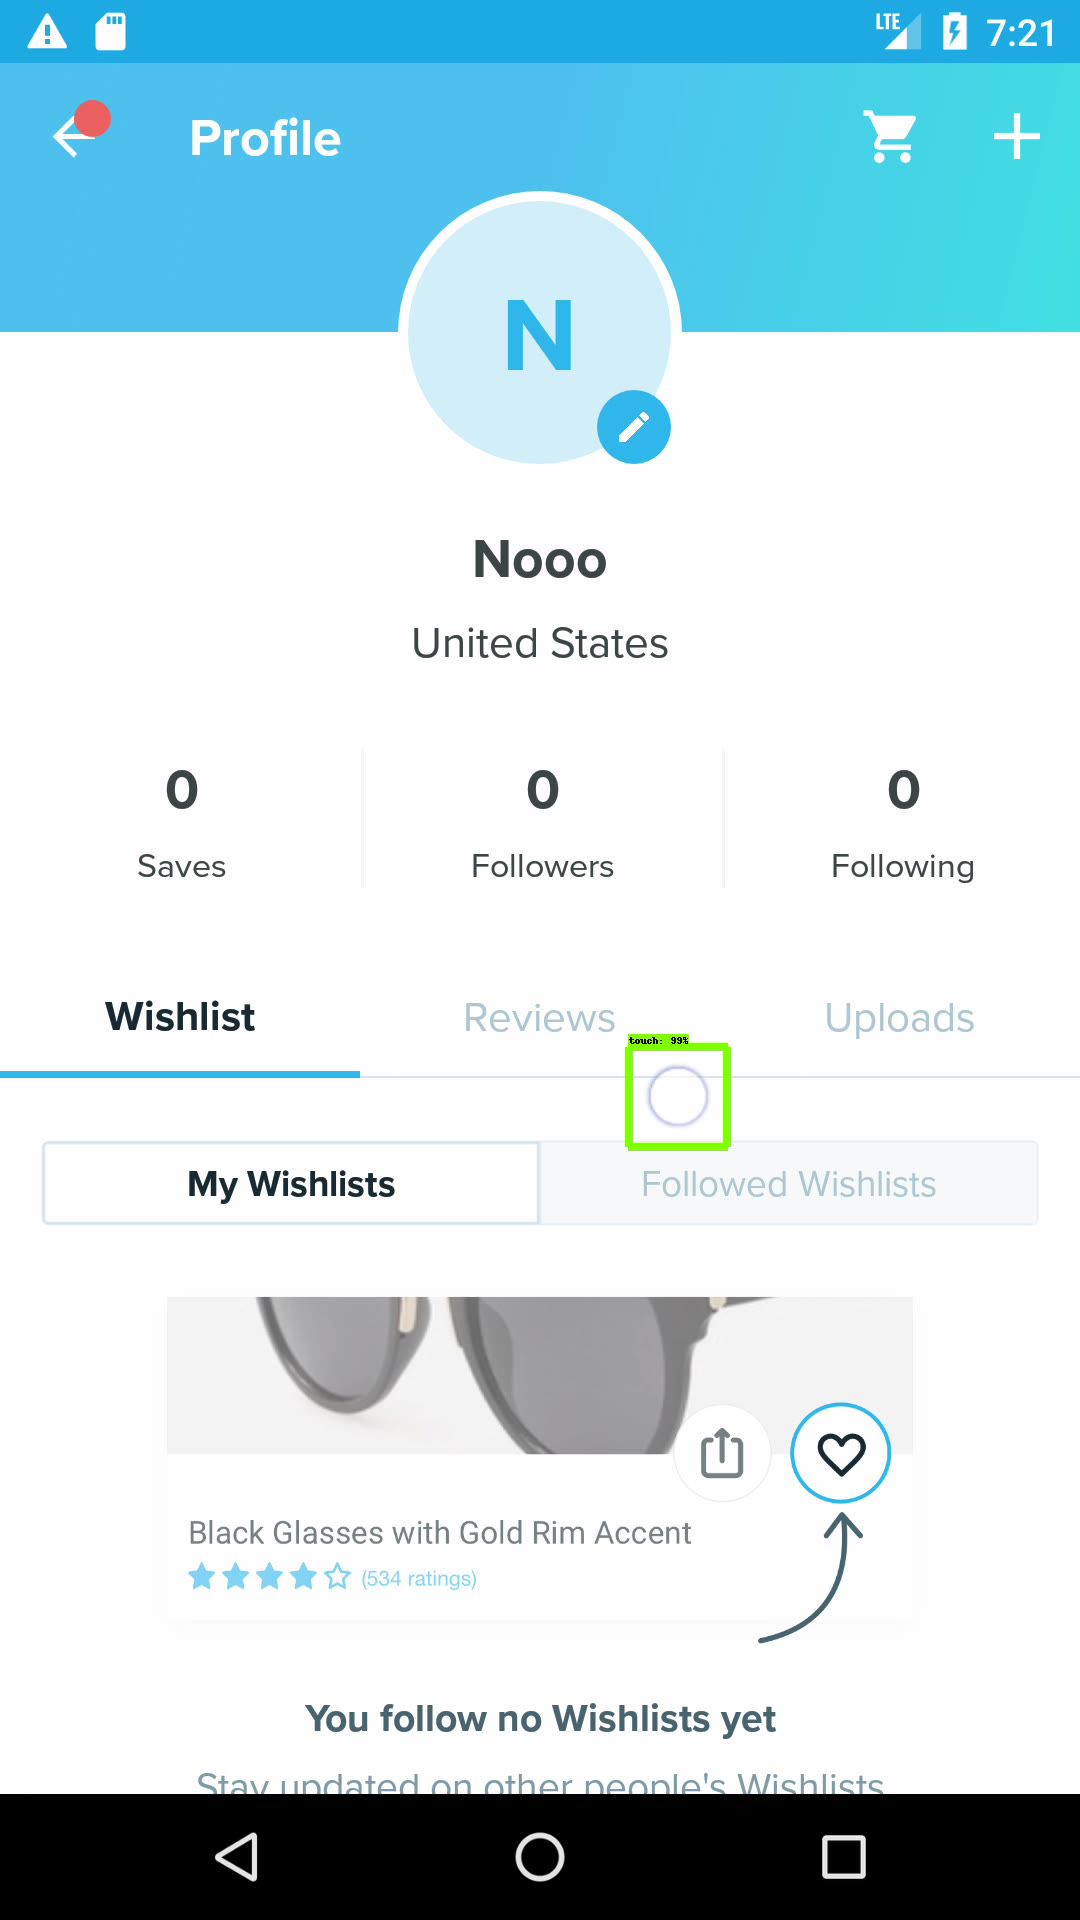 LTE 7:21
Profile
N
Nooo
United States
0 0 0
Saves Followers Following
Wishlist Reviews Uploads
touch: 99%
My Wishlists Followed Wishlists
Black Glasses with Gold Rim Accent
(534 ratings)
You follow no Wishlists yet
Stay updated on other people's Wishlists